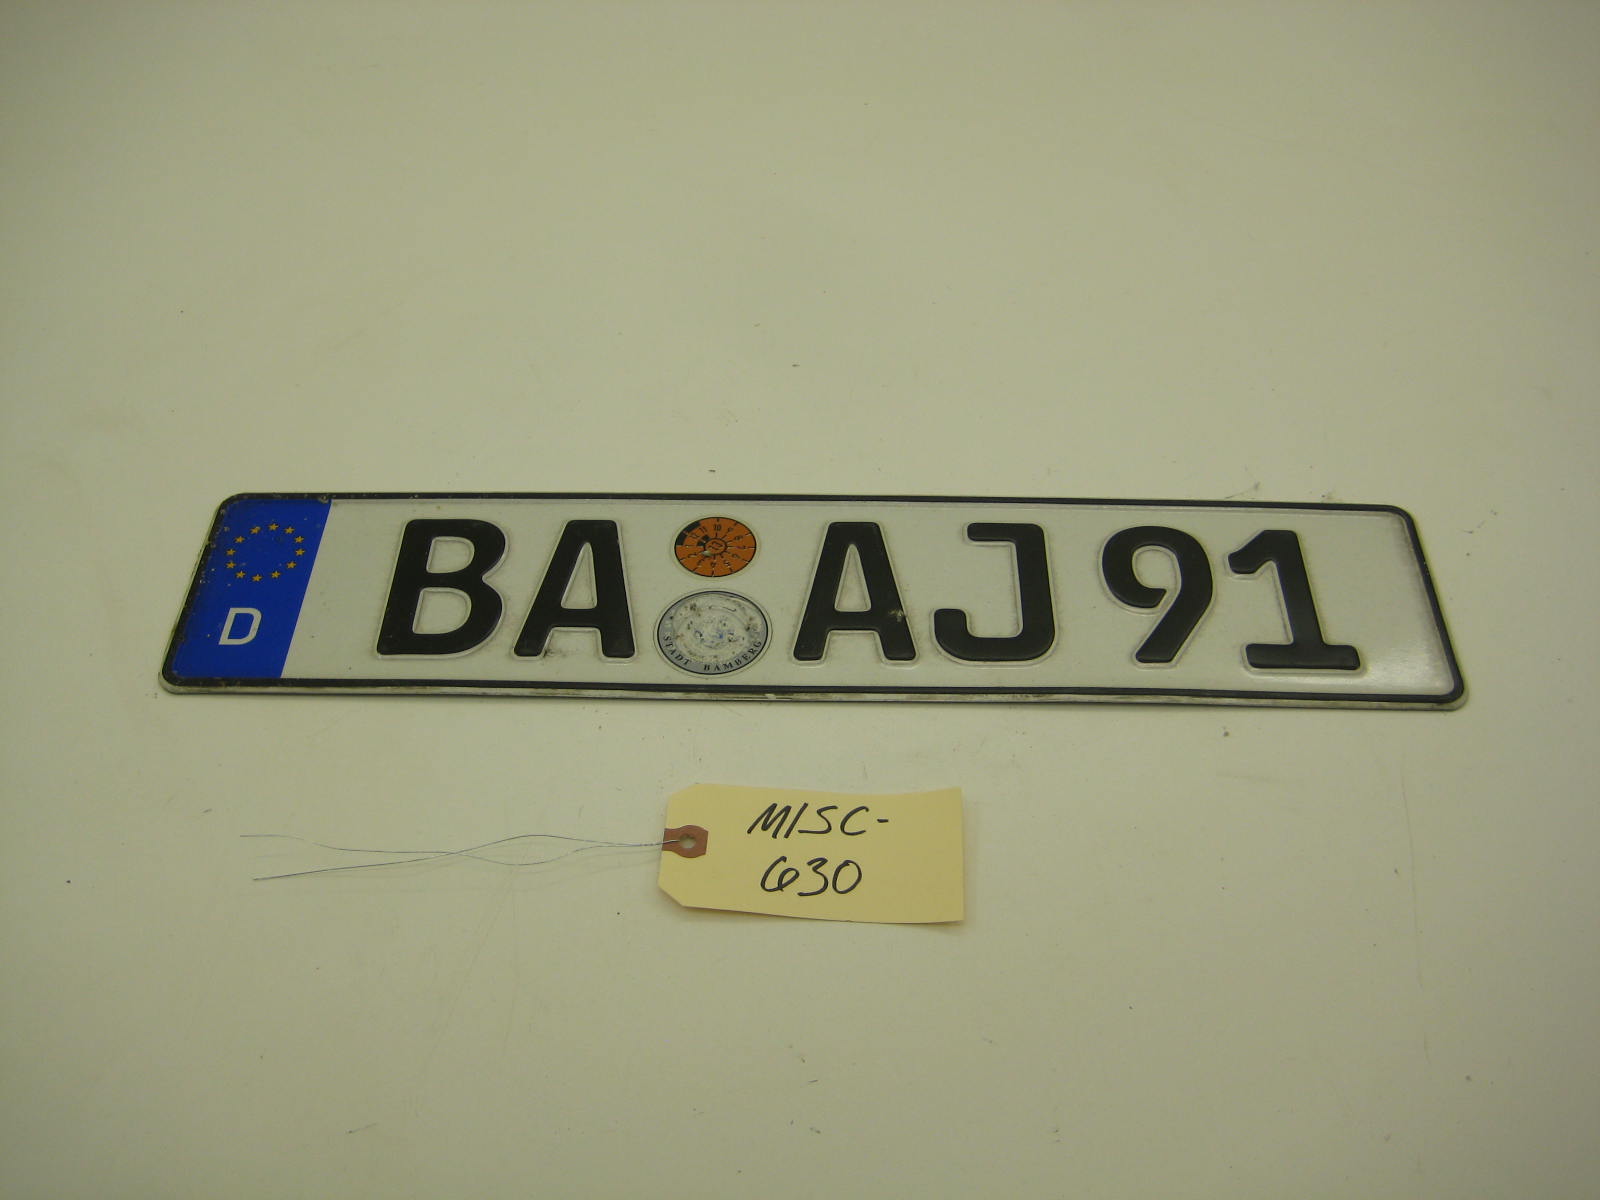 D
BA AJ 91
STADT BAMBERG
MISC-
630